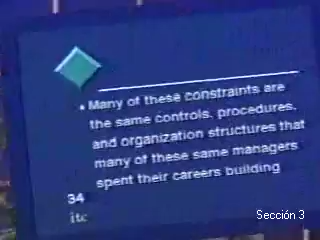 • Many of these constraints are
the same controls, procedures,
and organization structures that
many of these same managers
spent their careers building
34
itc
Sección 3